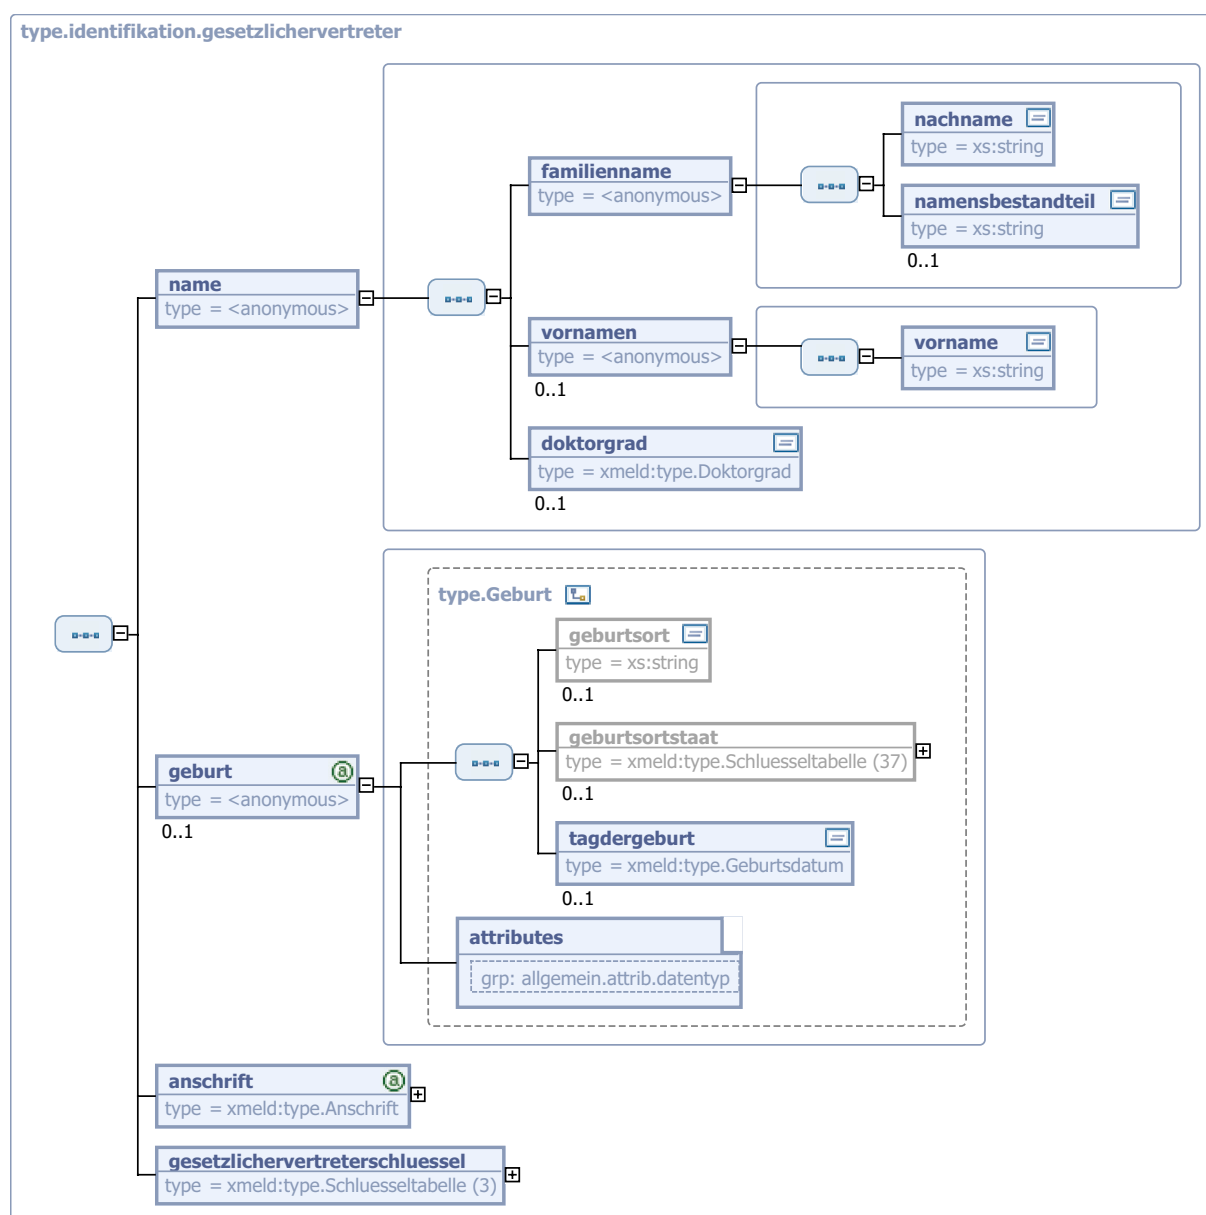 type.identifikation.gesetzlichervertreter
name
type = <anonymous>
familienname
type = <anonymous>
nachname
type = xs:string
namensbestandteil
type = xs:string
0..1
vornamen
type = <anonymous>
0..1
vorname
type = xs:string
doktorgrad
type = xmeld:type.Doktorgrad
0..1
geburt
a
type = <anonymous>
0..1
type.Geburt
geburtsort
type = xs:string
0..1
geburtsortstaat
type = xmeld:type.Schluesseltabelle (37)
0..1
tagdergeburt
type = xmeld:type.Geburtsdatum
0..1
attributes
grp: allgemein.attrib.datentyp
anschrift
a
type = xmeld:type.Anschrift
gesetzlichervertreterschluessel
type = xmeld:type.Schluesseltabelle (3)